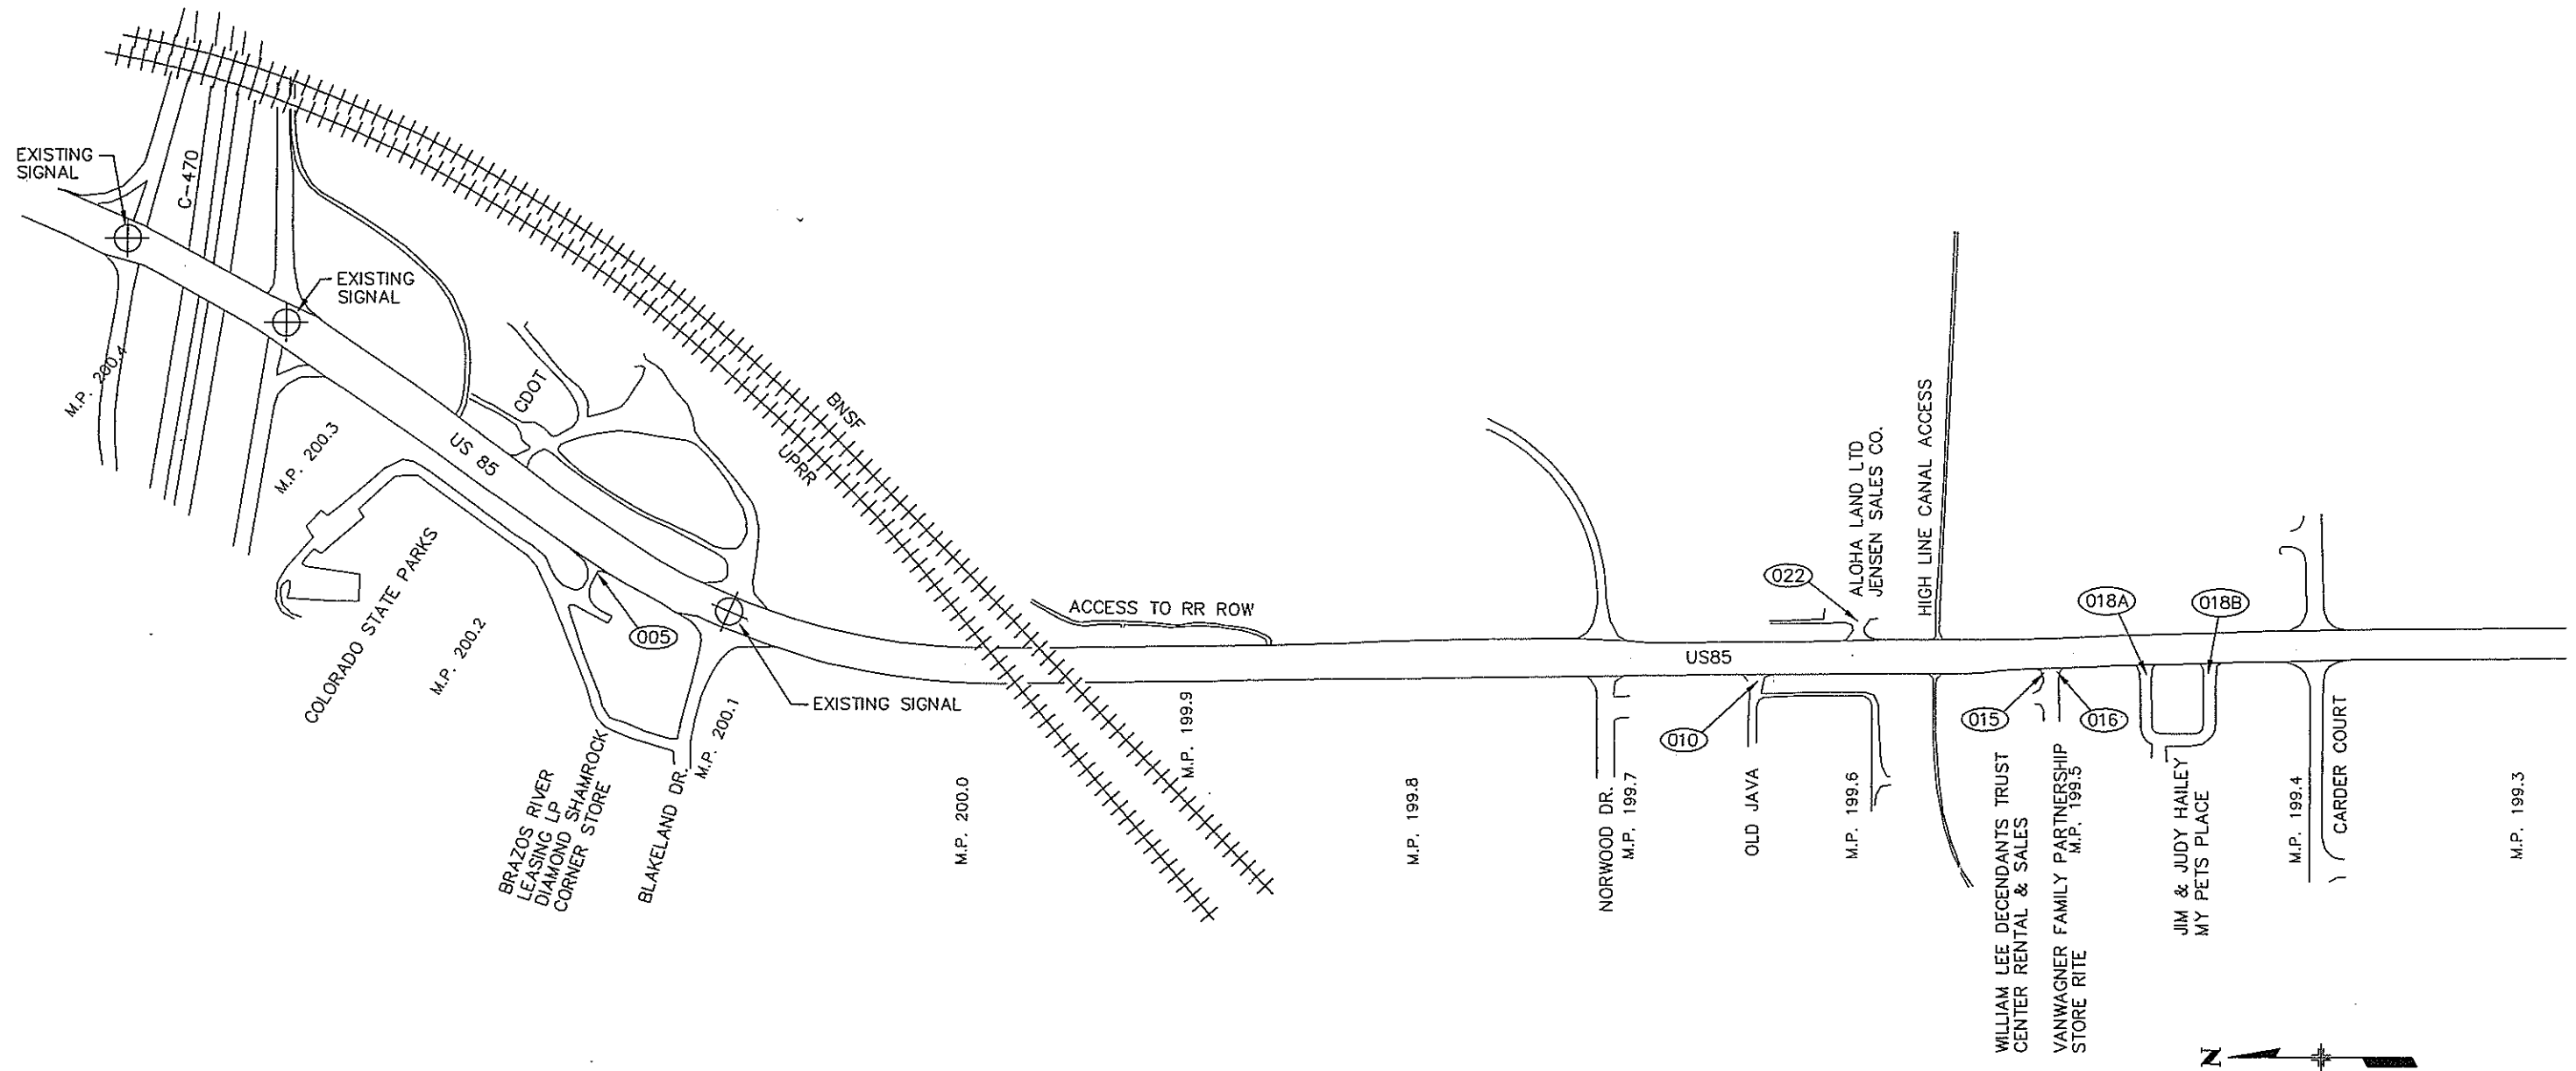 EXISTING
SIGNAL
C-470
EXISTING
SIGNAL
M.P. 200.4
M.P. 200.3
US 85
CDOT
BNSF
UPRR
COLORADO STATE PARKS
M.P. 200.2
005
EXISTING SIGNAL
BRAZOS RIVER
LEASING LP
DIAMOND SHAMROCK
CORNER STORE
BLAKELAND DR.
M.P. 200.1
M.P. 200.0
ACCESS TO RR ROW
M.P. 199.9
M.P. 199.8
NORWOOD DR.
M.P. 199.7
US85
010
OLD JAVA
022
ALOHA LAND LTD
JENSEN SALES CO.
M.P. 199.6
HIGH LINE CANAL ACCESS
015
016
WILLIAM LEE DECENDANTS TRUST
CENTER RENTAL & SALES
VANWAGNER FAMILY PARTNERSHIP
STORE RITE
M.P. 199.5
018A
018B
JIM & JUDY HAILEY
MY PETS PLACE
M.P. 199.4
CARDER COURT
M.P. 199.3
N